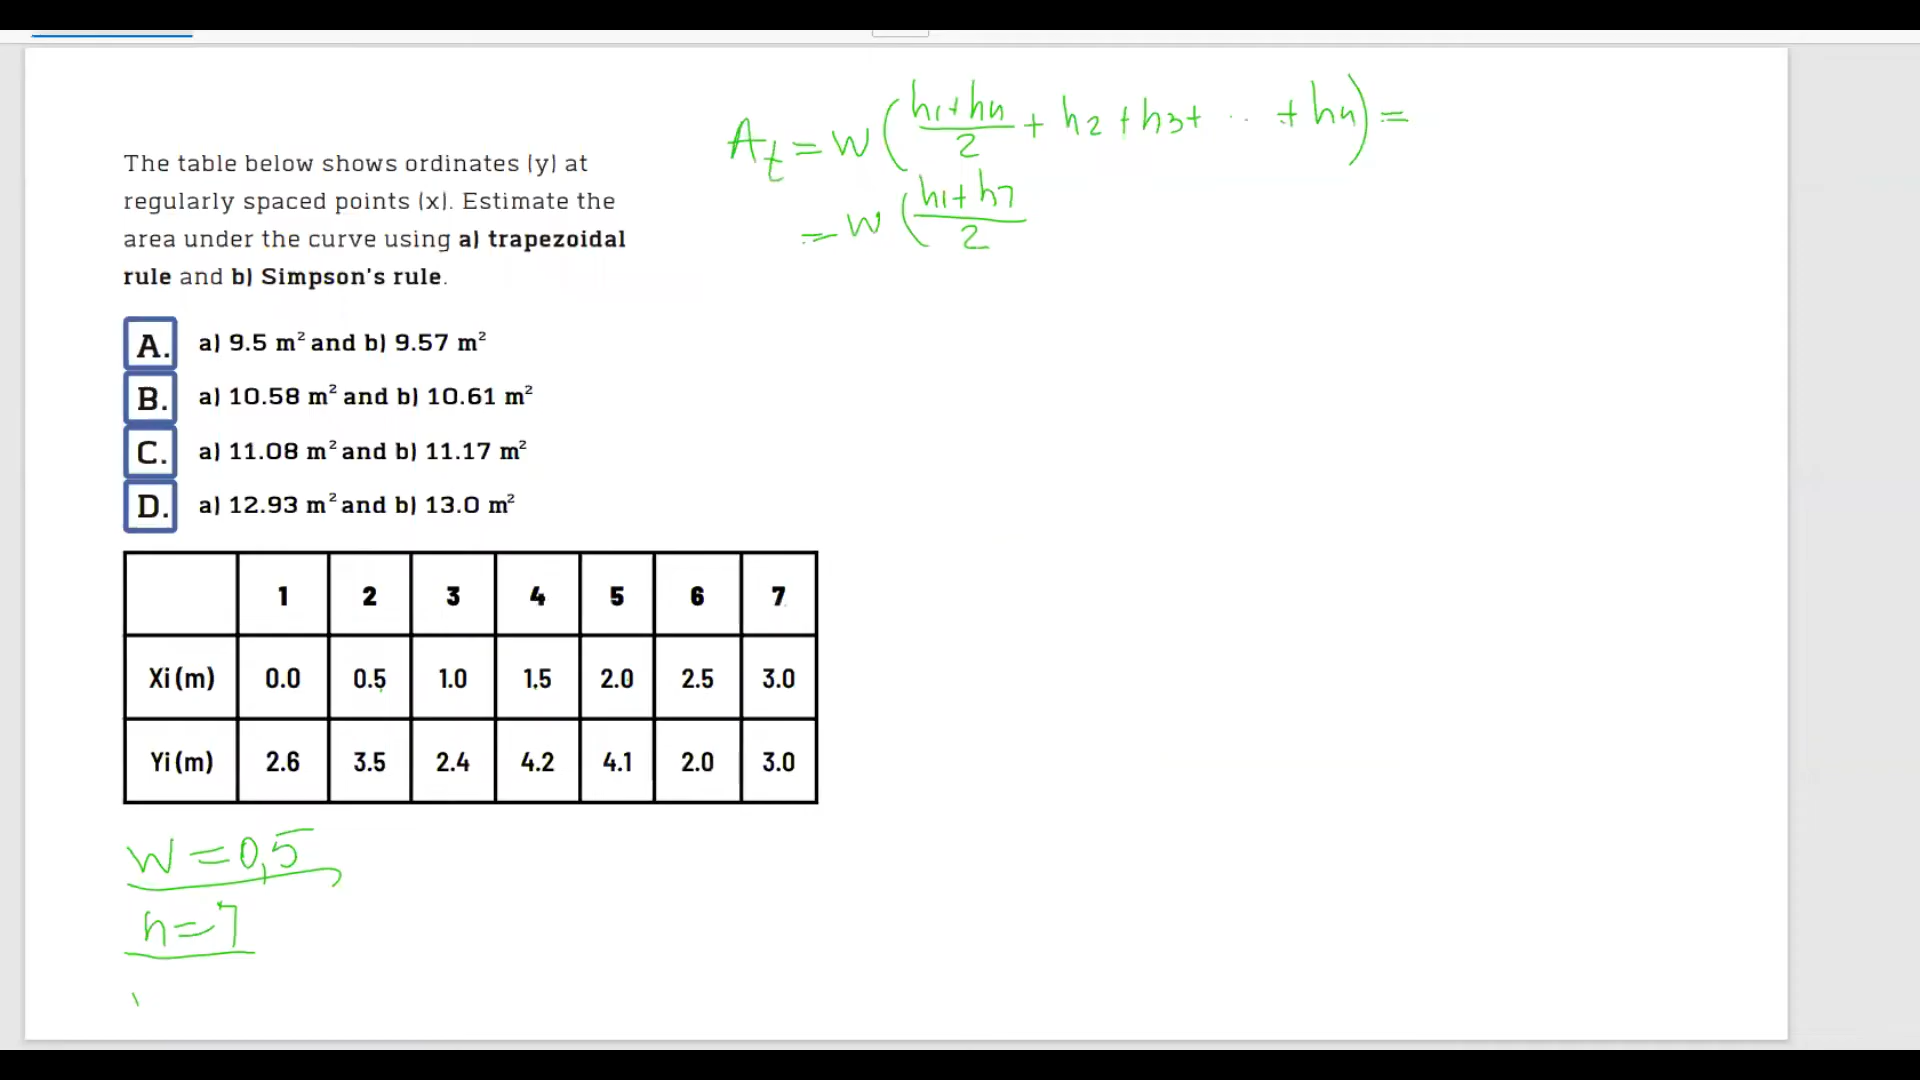 The table below shows ordinates (y) at
regularly spaced points (x). Estimate the
area under the curve using a) trapezoidal
rule and b) Simpson's rule.
A. a) 9.5 m² and b) 9.57 m²
B. a) 10.58 m² and b) 10.61 m²
C. a) 11.08 m² and b) 11.17 m²
D. a) 12.93 m² and b) 13.0 m²
1 2 3 4 5 6 7
Xi (m) 0.0 0.5 1.0 1.5 2.0 2.5 3.0
Yi (m) 2.6 3.5 2.4 4.2 4.1 2.0 3.0
w = 0,5
n = 7
At = w ( (h1 + hn)/2 + h2 + h3 + .. + hn ) =
= w ( (h1 + h7)/2